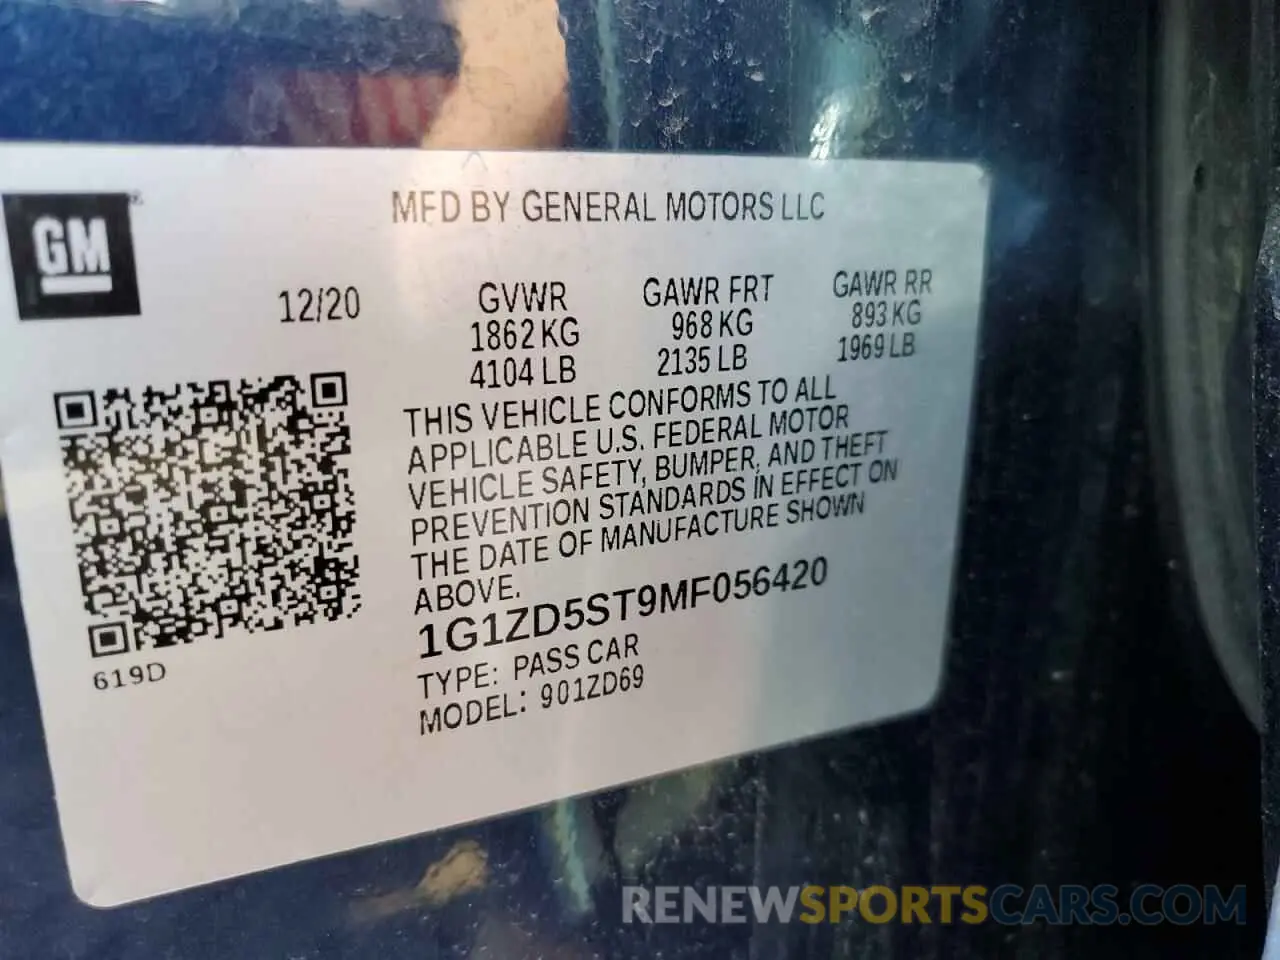 MFD BY GENERAL MOTORS LLC
GM
12/20
GVWR
1862 KG
4104 LB
GAWR FRT
968 KG
2135 LB
GAWR RR
893 KG
1969 LB
THIS VEHICLE CONFORMS TO ALL
APPLICABLE U.S. FEDERAL MOTOR
VEHICLE SAFETY, BUMPER, AND THEFT
PREVENTION STANDARDS IN EFFECT ON
THE DATE OF MANUFACTURE SHOWN
ABOVE.
1G1ZD5ST9MF056420
TYPE: PASS CAR
MODEL: 901ZD69
619D
RENEWSPORTSCARS.COM